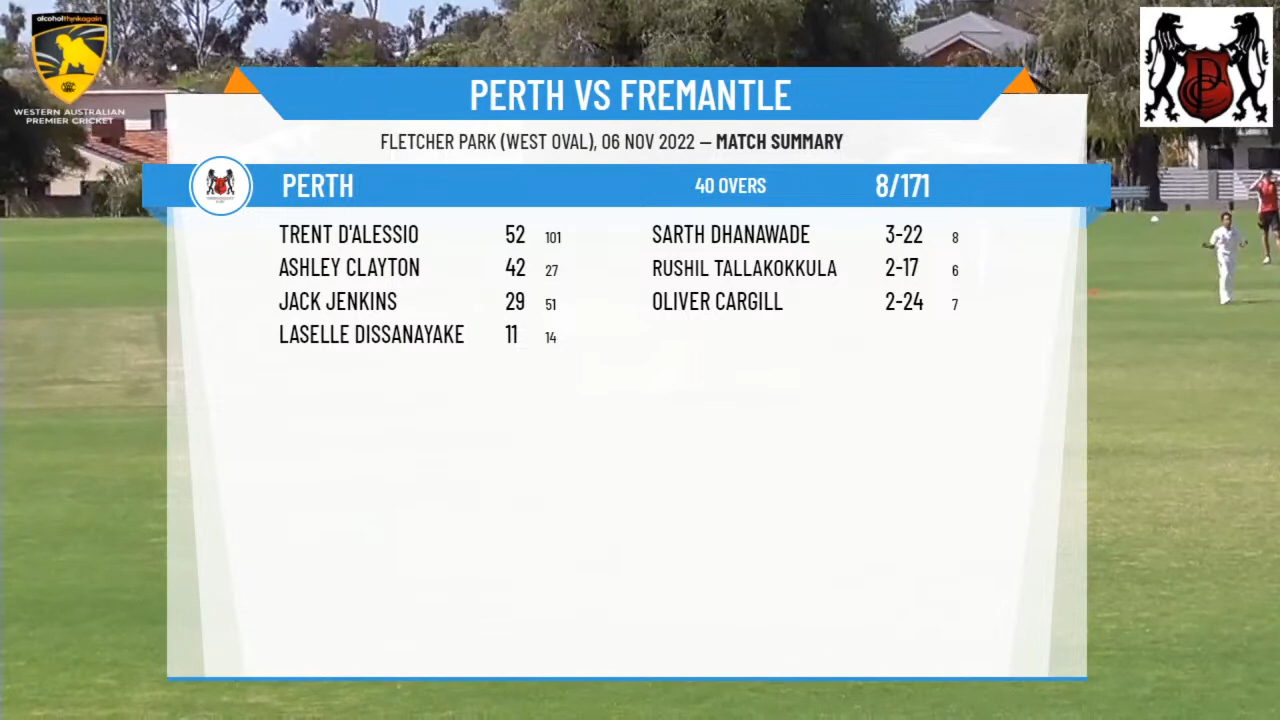 alcoholthinkagain
WESTERN AUSTRALIAN
PREMIER CRICKET
PERTH VS FREMANTLE
FLETCHER PARK (WEST OVAL), 06 NOV 2022 – MATCH SUMMARY
PERTH 40 OVERS 8/171
TRENT D'ALESSIO 52 101 SARTH DHANAWADE 3-22 8
ASHLEY CLAYTON 42 27 RUSHIL TALLAKOKKULA 2-17 6
JACK JENKINS 29 51 OLIVER CARGILL 2-24 7
LASELLE DISSANAYAKE 11 14